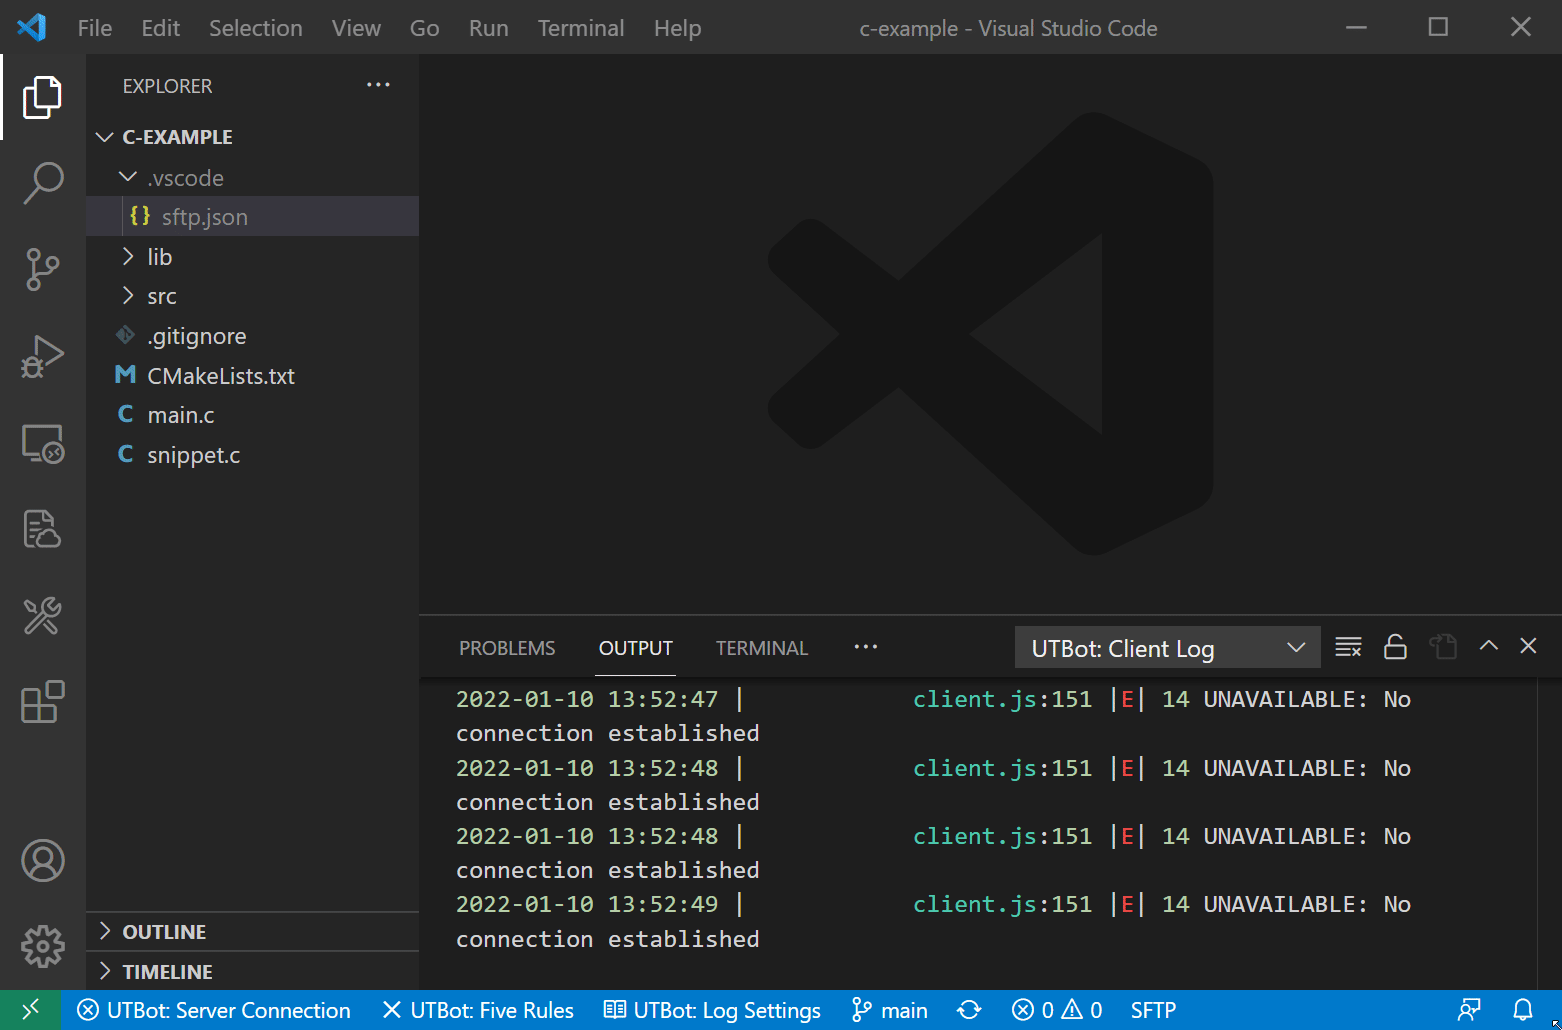 File Edit Selection View Go Run Terminal Help c-example - Visual Studio Code
EXPLORER
C-EXAMPLE
.vscode
{} sftp.json
lib
src
.gitignore
M CMakeLists.txt
C main.c
C snippet.c
OUTLINE
TIMELINE
PROBLEMS OUTPUT TERMINAL ··· UTBot: Client Log
2022-01-10 13:52:47 | client.js:151 |E| 14 UNAVAILABLE: No
connection established
2022-01-10 13:52:48 | client.js:151 |E| 14 UNAVAILABLE: No
connection established
2022-01-10 13:52:48 | client.js:151 |E| 14 UNAVAILABLE: No
connection established
2022-01-10 13:52:49 | client.js:151 |E| 14 UNAVAILABLE: No
connection established
UTBot: Server Connection UTBot: Five Rules UTBot: Log Settings main 0 0 SFTP